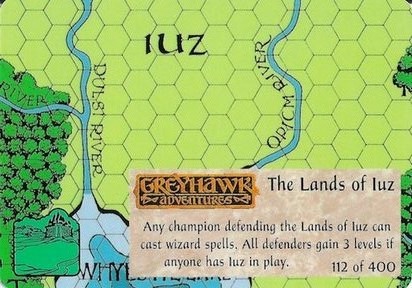 IUZ
DULSI RIVER
RIVER
OPICM RIVER
GREYHAWK
ADVENTURES
The Lands of Iuz
Any champion defending the Lands of Iuz can
cast wizard spells. All defenders gain 3 levels if
anyone has Iuz in play.
112 of 400